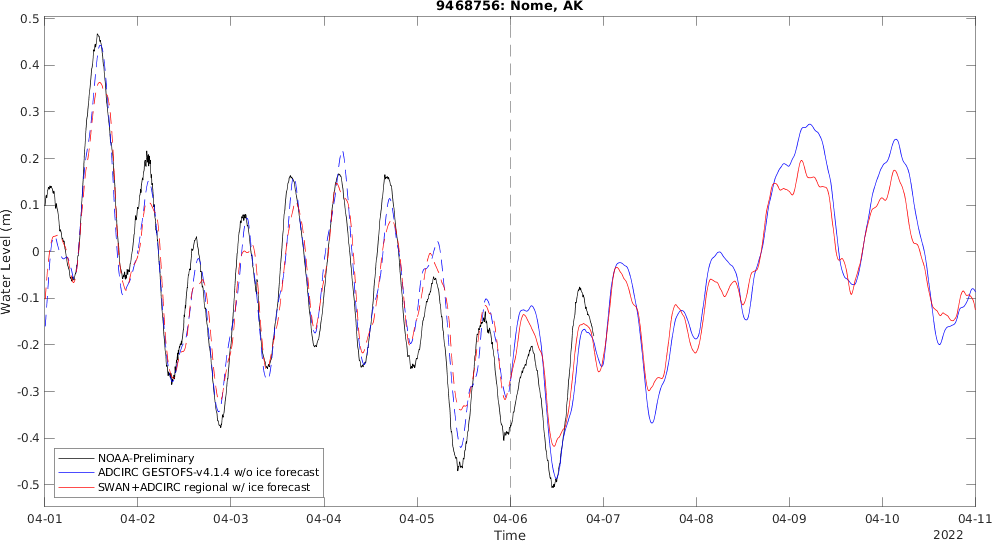 9468756: Nome, AK
0.5
0.4
0.3
0.2
0.1
0
-0.1
-0.2
-0.3
-0.4
-0.5
Water Level (m)
NOAA-Preliminary
ADCIRC GESTOFS-v4.1.4 w/o ice forecast
SWAN+ADCIRC regional w/ ice forecast
04-01 04-02 04-03 04-04 04-05 04-06 04-07 04-08 04-09 04-10 04-11
Time
2022